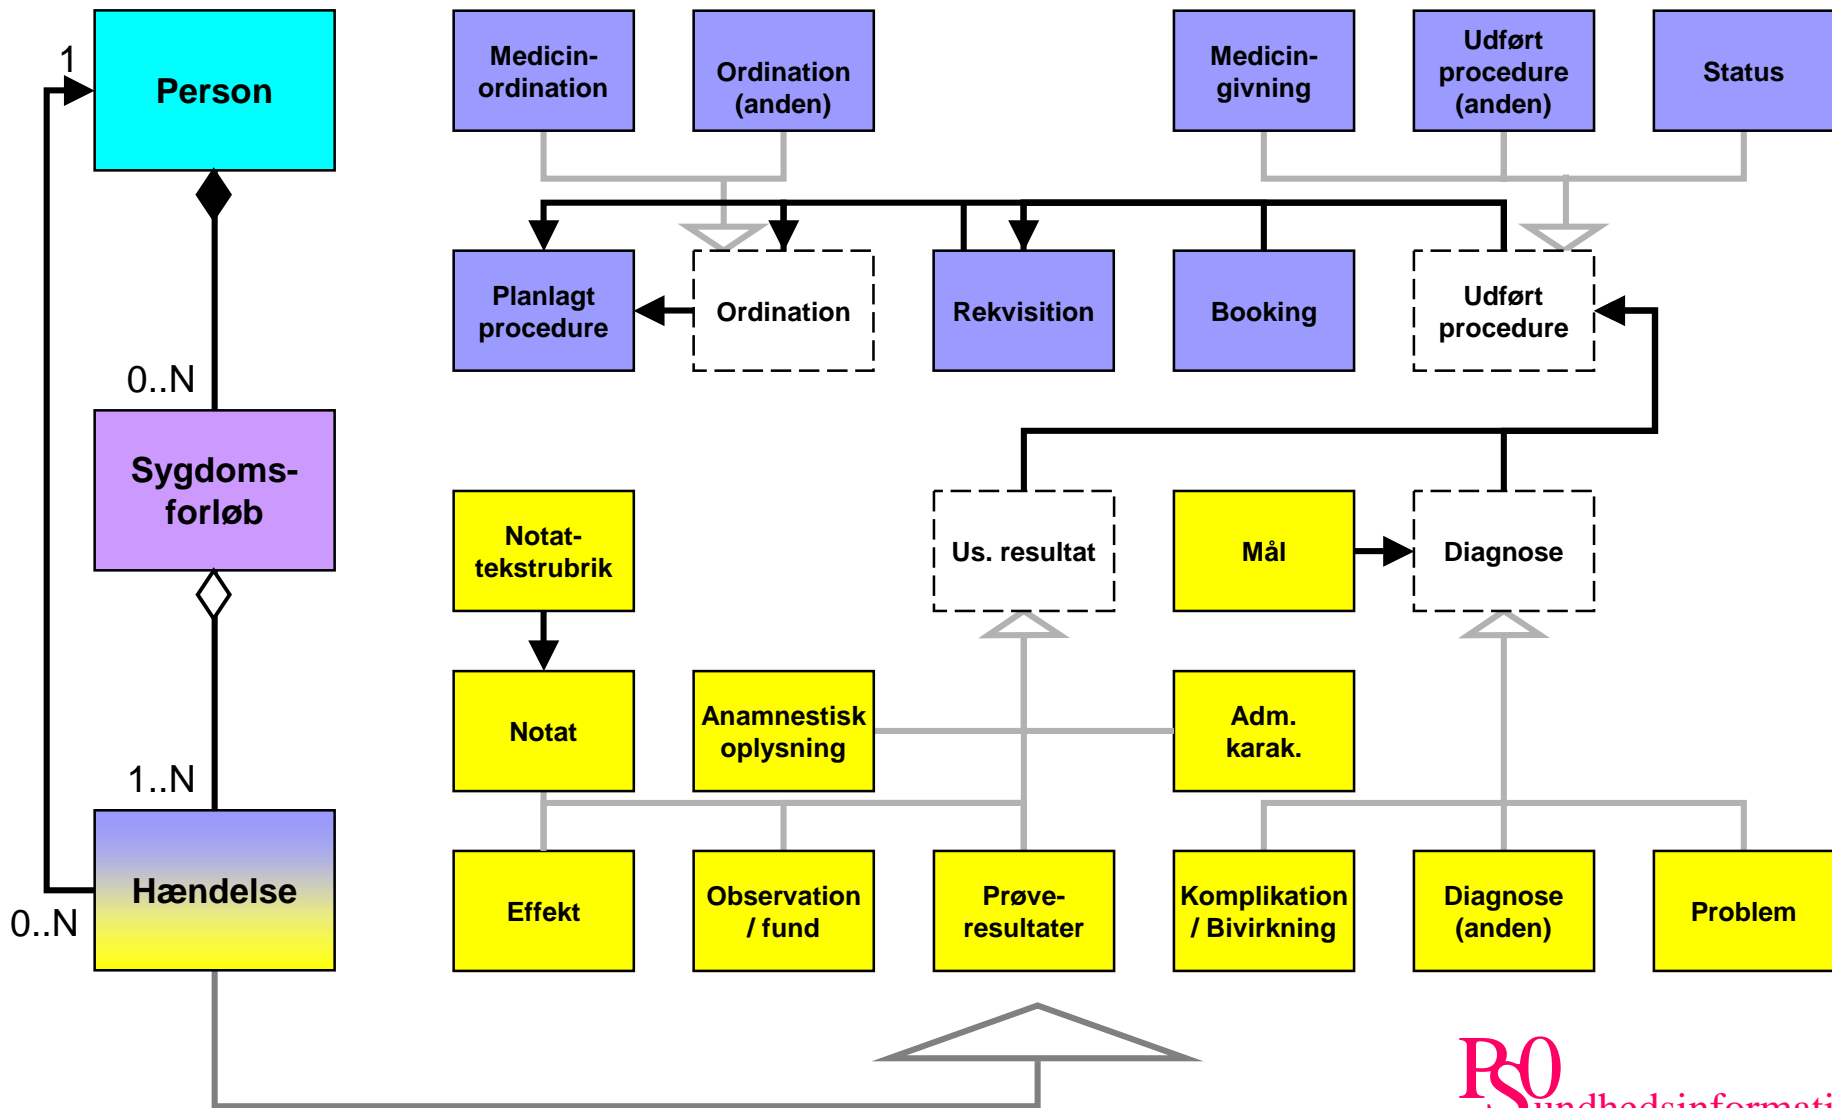 1
Person
Medicin-
ordination
Ordination
(anden)
Medicin-
givning
Udført
procedure
(anden)
Status
Planlagt
procedure
Ordination
Rekvisition
Booking
Udført
procedure
0..N
Sygdoms-
forløb
Notat-
tekstrubrik
Us. resultat
Mål
Diagnose
Notat
Anamnestisk
oplysning
Adm.
karak.
1..N
Hændelse
0..N
Effekt
Observation
/ fund
Prøve-
resultater
Komplikation
/ Bivirkning
Diagnose
(anden)
Problem
PS0
undhedsinformati